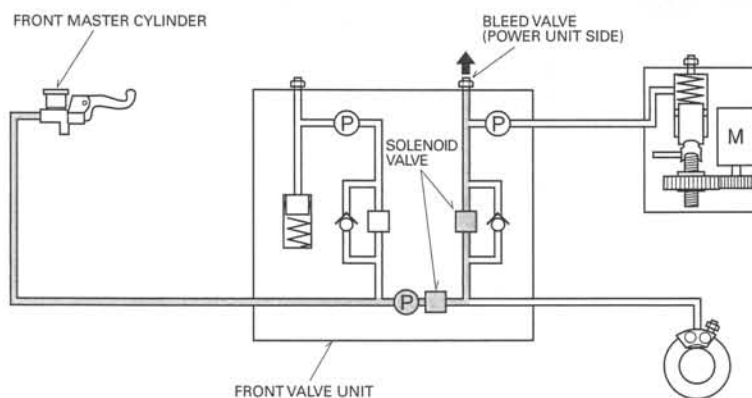 FRONT MASTER CYLINDER
BLEED VALVE
(POWER UNIT SIDE)
P
P
SOLENOID
VALVE
M
P
FRONT VALVE UNIT